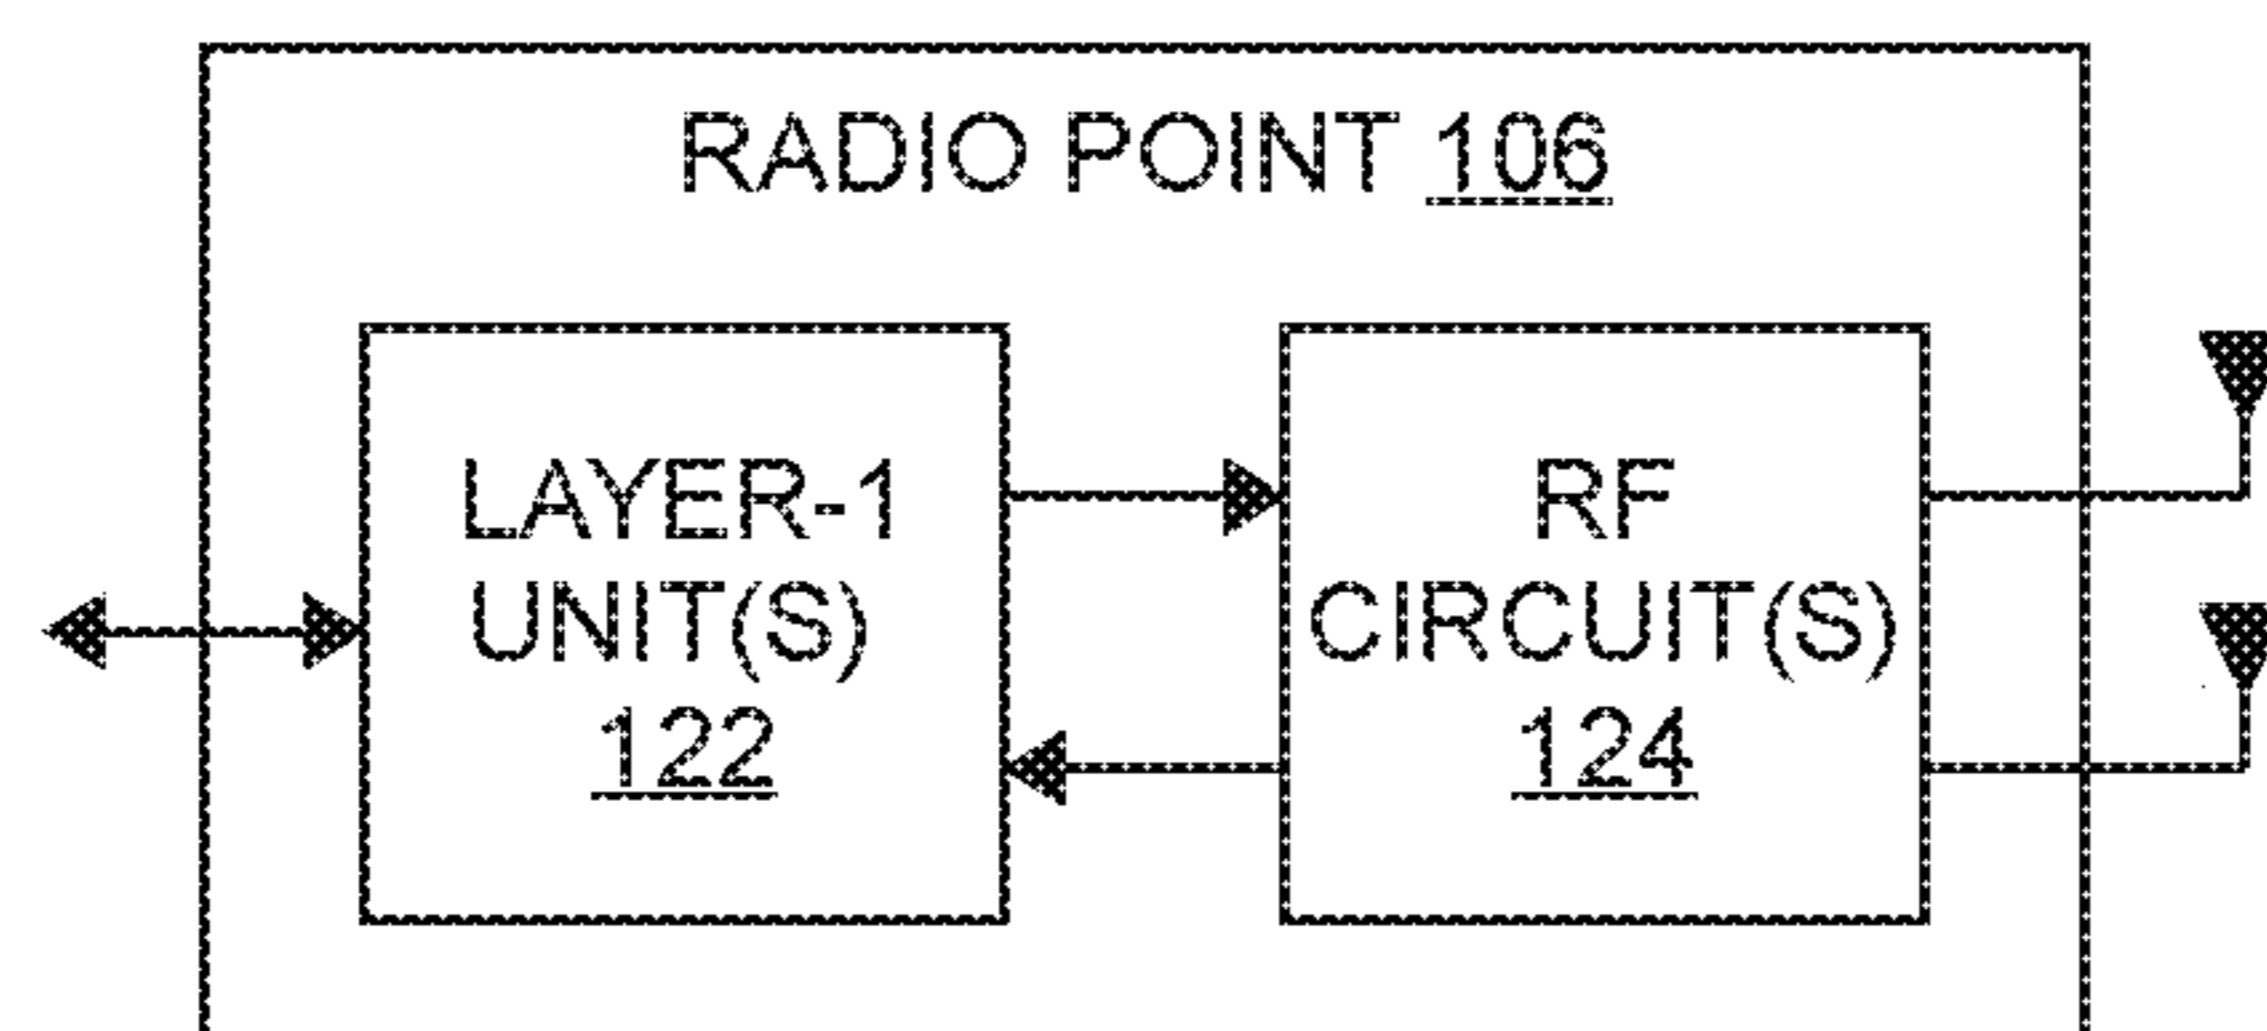 RADIO POINT 106
LAYER-1
UNIT(S)
122
RF
CIRCUIT(S)
124